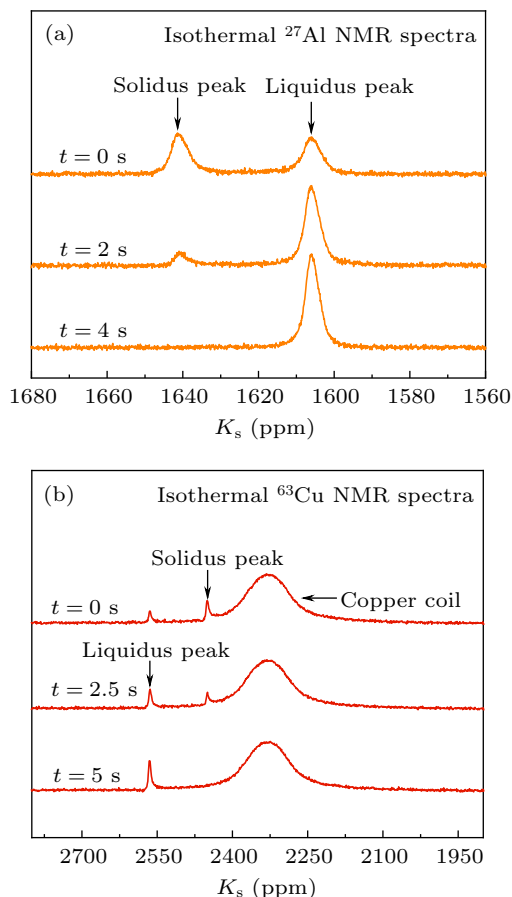 (a) Isothermal ²⁷Al NMR spectra
Solidus peak Liquidus peak
t = 0 s
t = 2 s
t = 4 s
1680 1660 1640 1620 1600 1580 1560
Kₛ (ppm)
(b) Isothermal ⁶³Cu NMR spectra
Solidus peak
t = 0 s Copper coil
Liquidus peak
t = 2.5 s
t = 5 s
2700 2550 2400 2250 2100 1950
Kₛ (ppm)